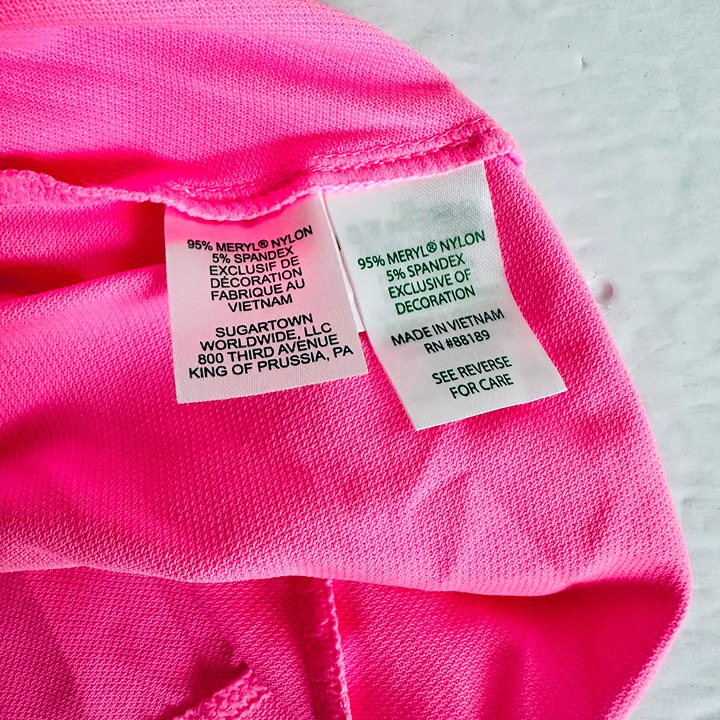 95% MERYL® NYLON
5% SPANDEX
EXCLUSIF DE
DÉCORATION
FABRIQUE AU
VIETNAM
SUGARTOWN
WORLDWIDE, LLC
800 THIRD AVENUE
KING OF PRUSSIA, PA
95% MERYL® NYLON
5% SPANDEX
EXCLUSIVE OF
DECORATION
MADE IN VIETNAM
RN #88189
SEE REVERSE
FOR CARE